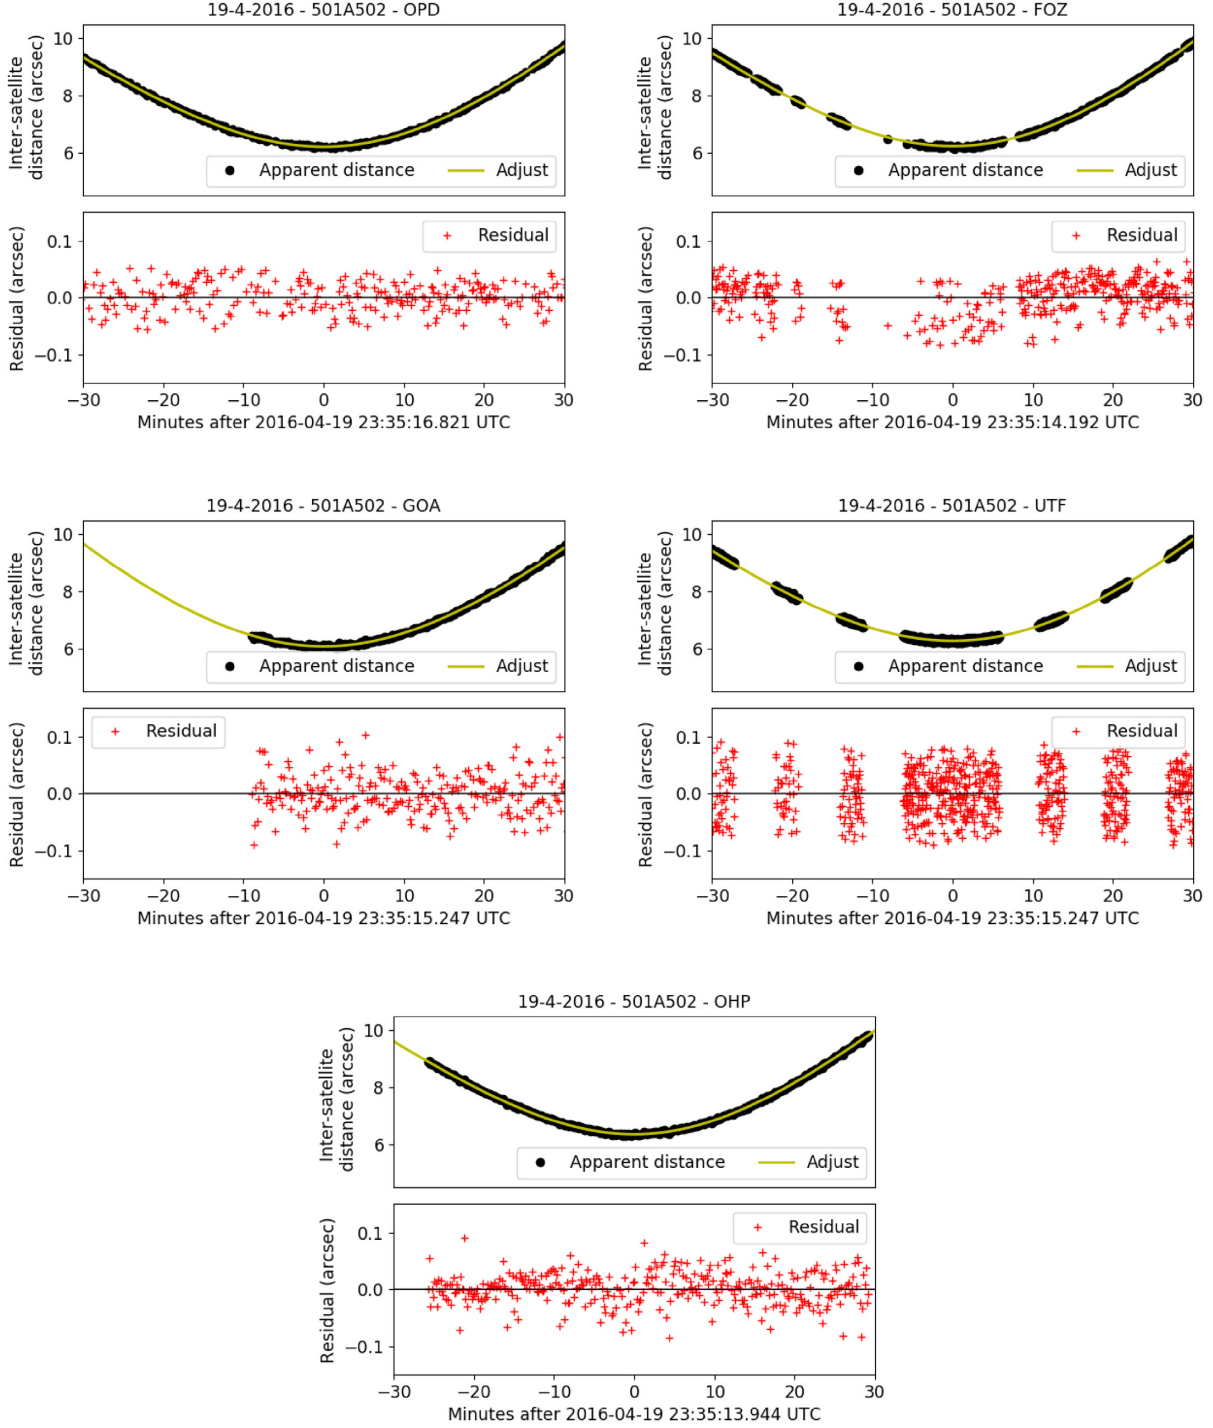 19-4-2016 - 501A502 - OPD
Inter-satellite
distance (arcsec)
10
8
6
Apparent distance
Adjust
Residual (arcsec)
0.1
0.0
−0.1
Residual
−30 −20 −10 0 10 20 30
Minutes after 2016-04-19 23:35:16.821 UTC
19-4-2016 - 501A502 - FOZ
Inter-satellite
distance (arcsec)
10
8
6
Apparent distance
Adjust
Residual (arcsec)
0.1
0.0
−0.1
Residual
−30 −20 −10 0 10 20 30
Minutes after 2016-04-19 23:35:14.192 UTC
19-4-2016 - 501A502 - GOA
Inter-satellite
distance (arcsec)
10
8
6
Apparent distance
Adjust
Residual (arcsec)
0.1
0.0
−0.1
Residual
−30 −20 −10 0 10 20 30
Minutes after 2016-04-19 23:35:15.247 UTC
19-4-2016 - 501A502 - UTF
Inter-satellite
distance (arcsec)
10
8
6
Apparent distance
Adjust
Residual (arcsec)
0.1
0.0
−0.1
Residual
−30 −20 −10 0 10 20 30
Minutes after 2016-04-19 23:35:15.247 UTC
19-4-2016 - 501A502 - OHP
Inter-satellite
distance (arcsec)
10
8
6
Apparent distance
Adjust
Residual (arcsec)
0.1
0.0
−0.1
Residual
−30 −20 −10 0 10 20 30
Minutes after 2016-04-19 23:35:13.944 UTC